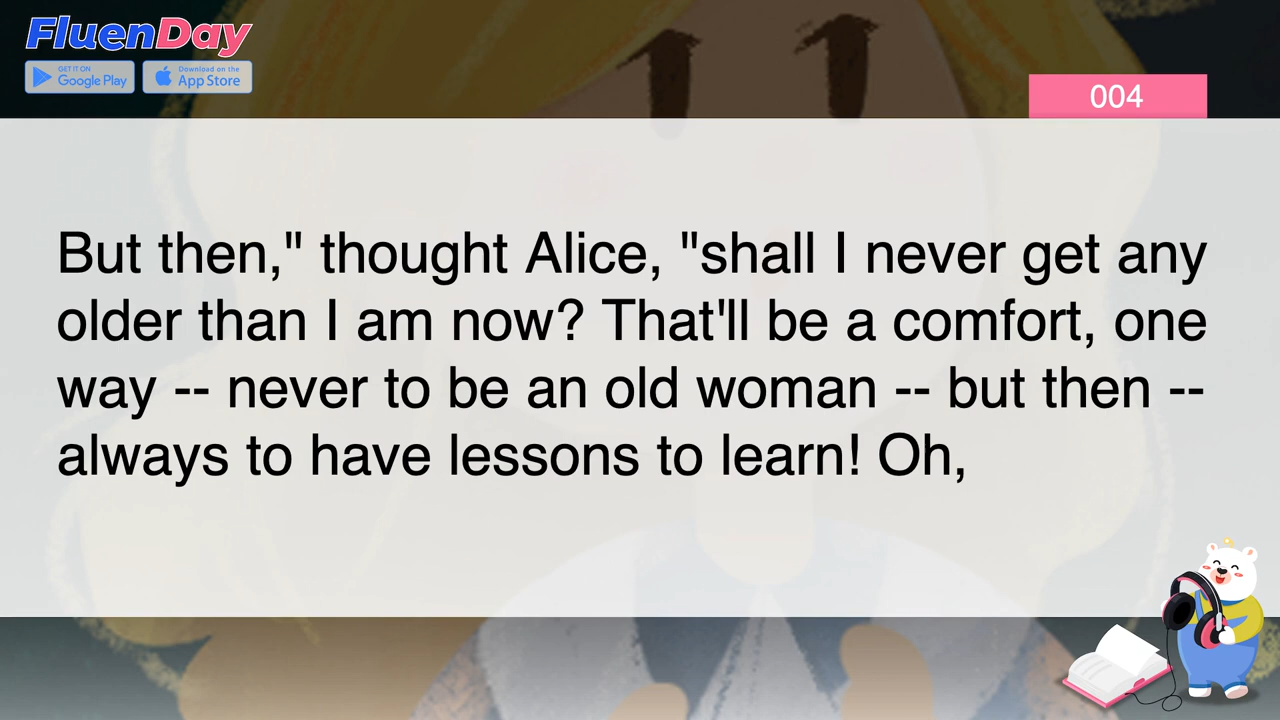 FluenDay
GET IT ON
Google Play
Download on the
App Store
004
But then," thought Alice, "shall I never get any
older than I am now? That'll be a comfort, one
way -- never to be an old woman -- but then --
always to have lessons to learn! Oh,